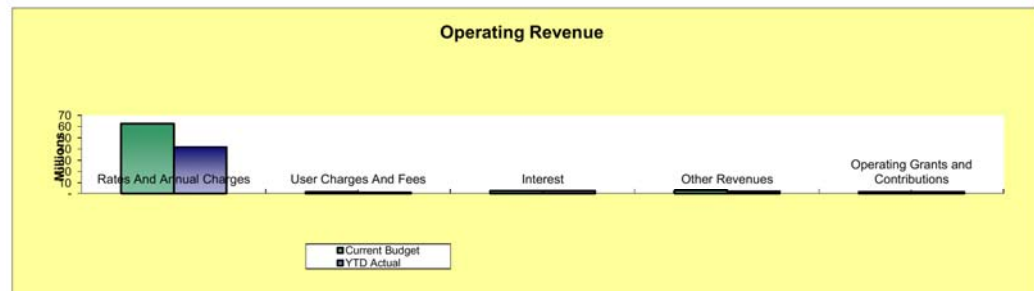 Operating Revenue
Millions
70
60
50
40
30
20
10
-
Rates And Annual Charges
User Charges And Fees
Interest
Other Revenues
Operating Grants and
Contributions
Current Budget
YTD Actual